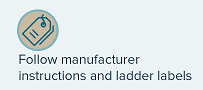 Follow manufacturer
instructions and ladder labels